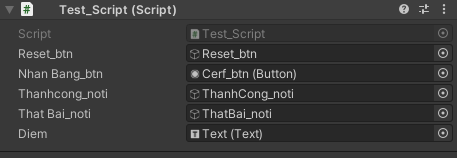 Test_Script (Script)
Script Test_Script
Reset_btn Reset_btn
Nhan Bang_btn Cerf_btn (Button)
Thanhcong_noti ThanhCong_noti
That Bai_noti ThatBai_noti
Diem Text (Text)